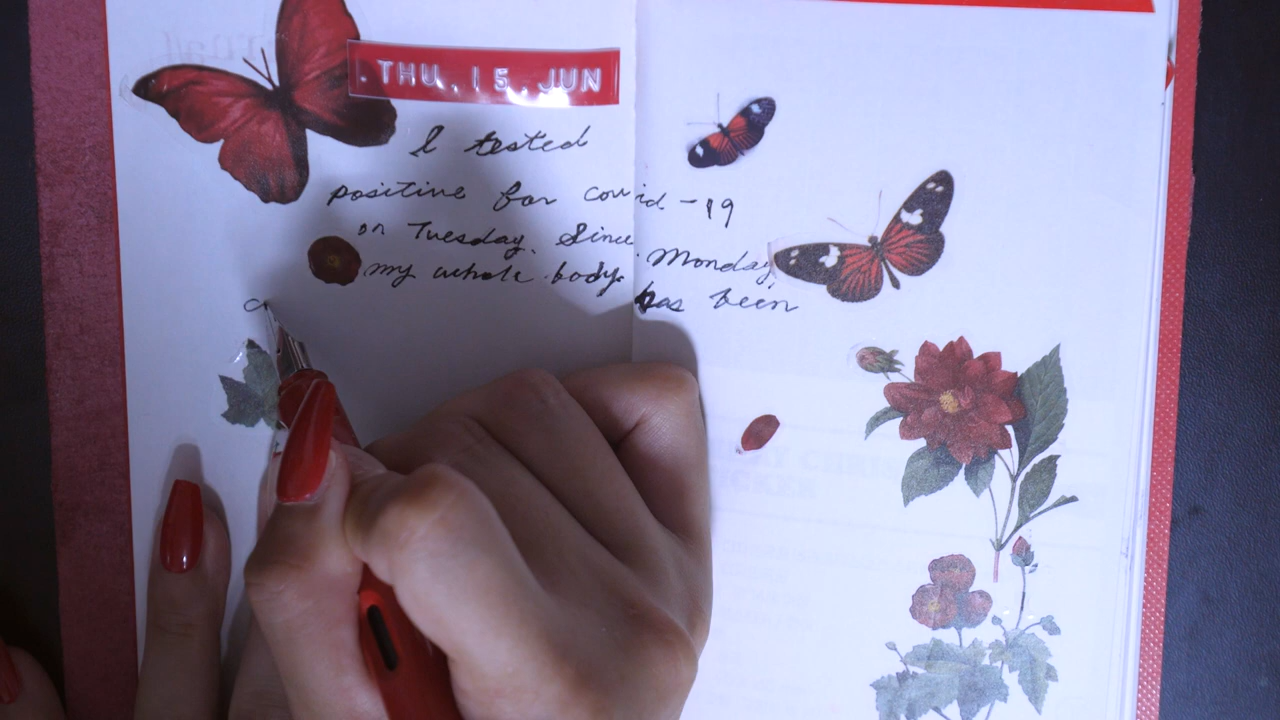 .THU.15.JUN
I tested
positive for covid-19
on Tuesday. Since Monday,
my whole body has been